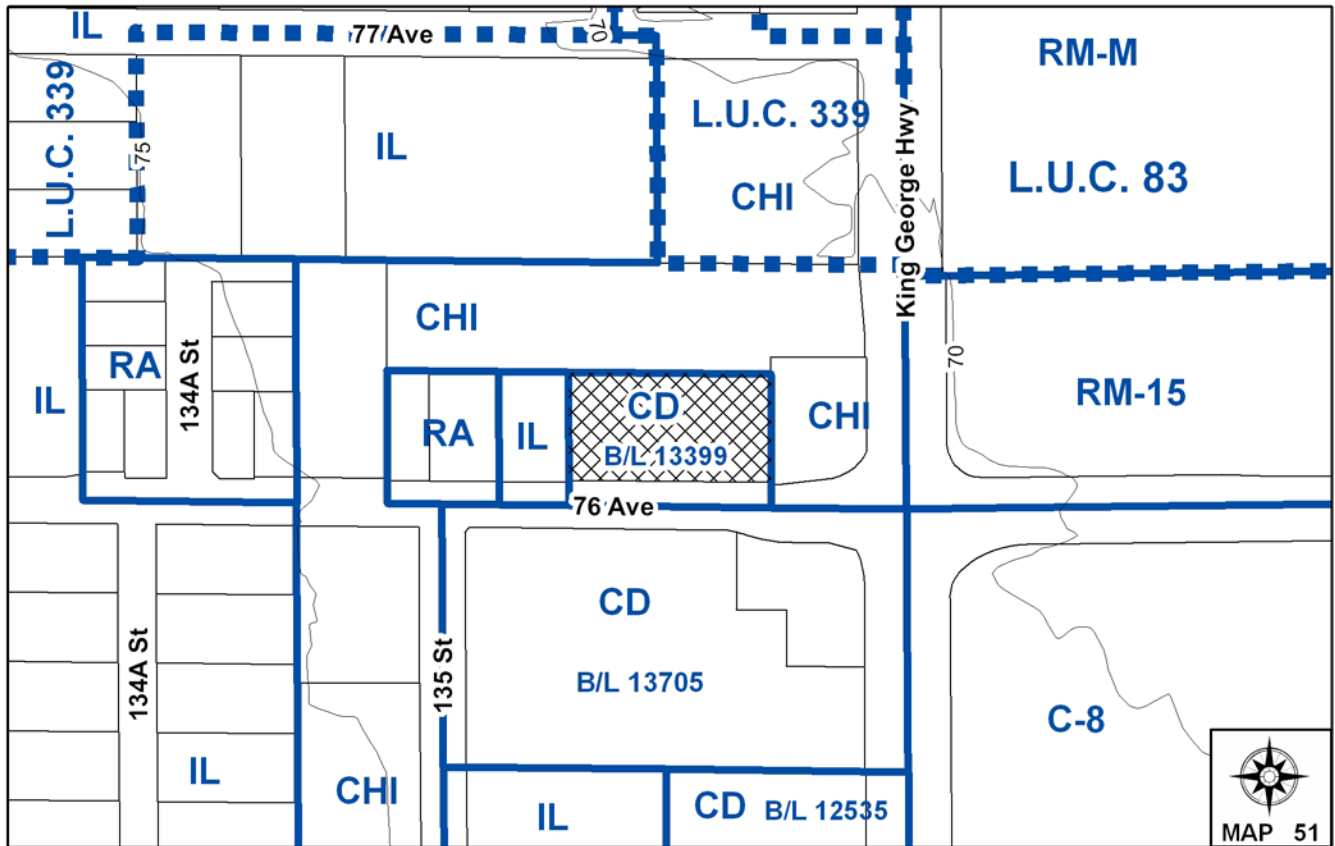 IL
77 Ave
70
RM-M
L.U.C. 339
L.U.C. 339
King George Hwy
IL
75
L.U.C. 83
CHI
CHI
RA
134A St
70
IL
CD
RM-15
CHI
RA
IL
B/L 13399
76 Ave
CD
134A St
135 St
B/L 13705
C-8
IL
CHI
CD
B/L 12535
IL
MAP 51